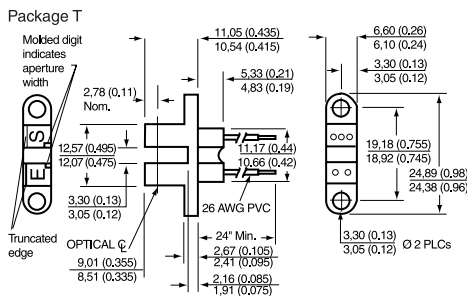 Package T
Molded digit
indicates
aperture
width
11,05 (0.435)
10,54 (0.415)
6,60 (0.26)
6,10 (0.24)
2,78 (0.11)
Nom.
5,33 (0.21)
4,83 (0.19)
3,30 (0.13)
3,05 (0.12)
S
E
12,57 (0.495)
12,07 (0.475)
11,17 (0.44)
10,66 (0.42)
19,18 (0.755)
18,92 (0.745)
24,89 (0.98)
24,38 (0.96)
3,30 (0.13)
3,05 (0.12)
26 AWG PVC
Truncated
edge
OPTICAL ℄
24" Min.
3,30 (0.13)
3,05 (0.12)
Ø 2 PLCs
9,01 (0.355)
8,51 (0.335)
2,67 (0.105)
2,41 (0.095)
2,16 (0.085)
1,91 (0.075)